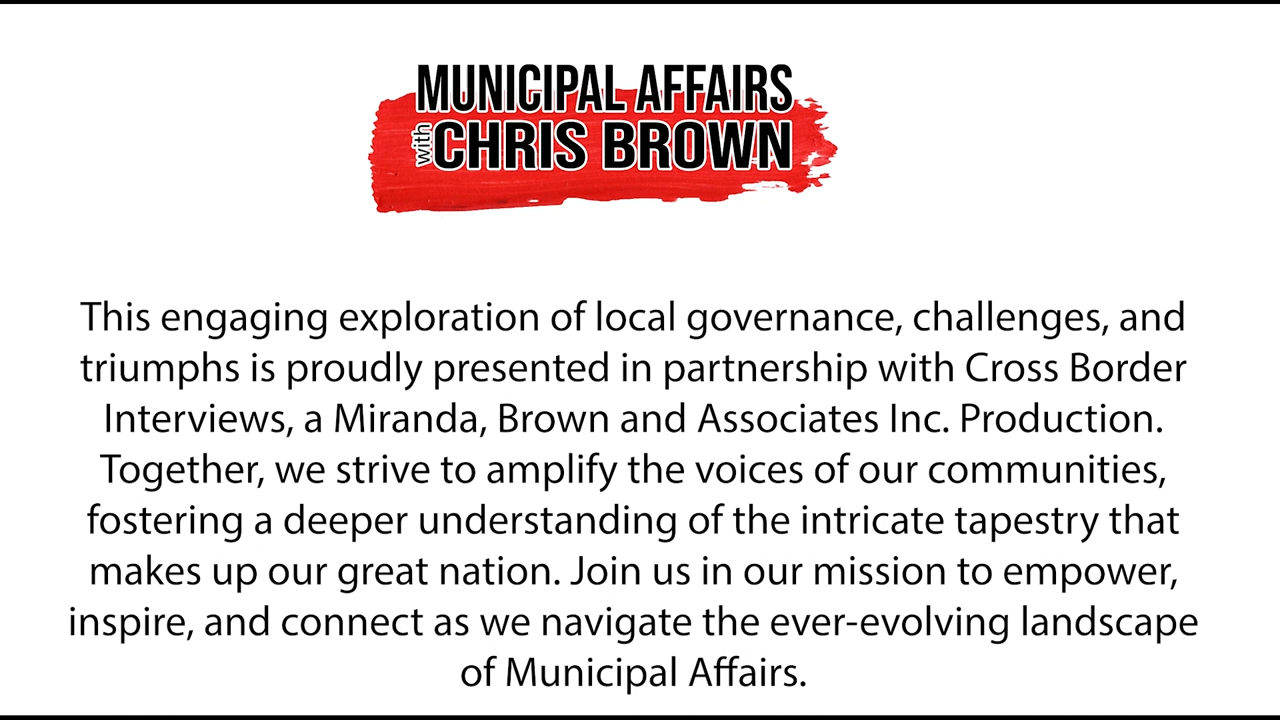 MUNICIPAL AFFAIRS
with CHRIS BROWN
This engaging exploration of local governance, challenges, and
triumphs is proudly presented in partnership with Cross Border
Interviews, a Miranda, Brown and Associates Inc. Production.
Together, we strive to amplify the voices of our communities,
fostering a deeper understanding of the intricate tapestry that
makes up our great nation. Join us in our mission to empower,
inspire, and connect as we navigate the ever-evolving landscape
of Municipal Affairs.